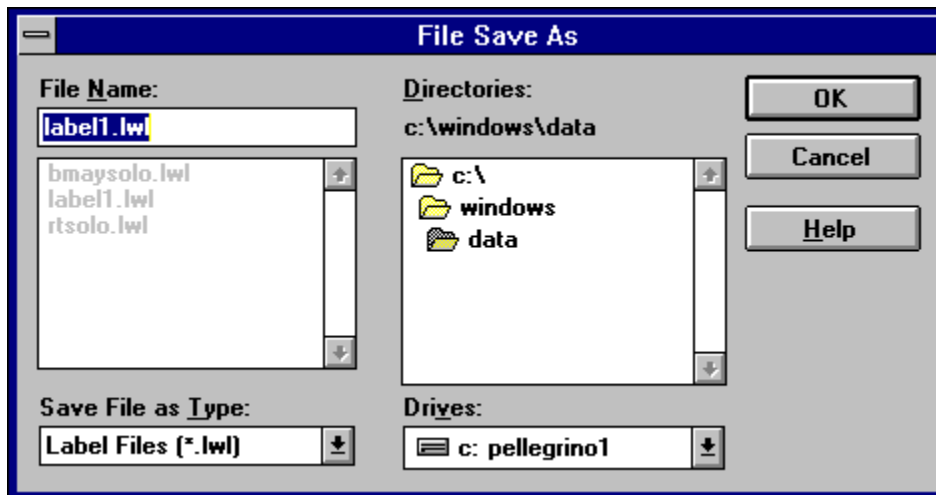 File Save As
File Name:
label1.lwl
bmaysolo.lwl
label1.lwl
rtsolo.lwl
Save File as Type:
Label Files (*.lwl)
Directories:
c:\windows\data
c:\
windows
data
Drives:
c: pellegrino1
OK
Cancel
Help